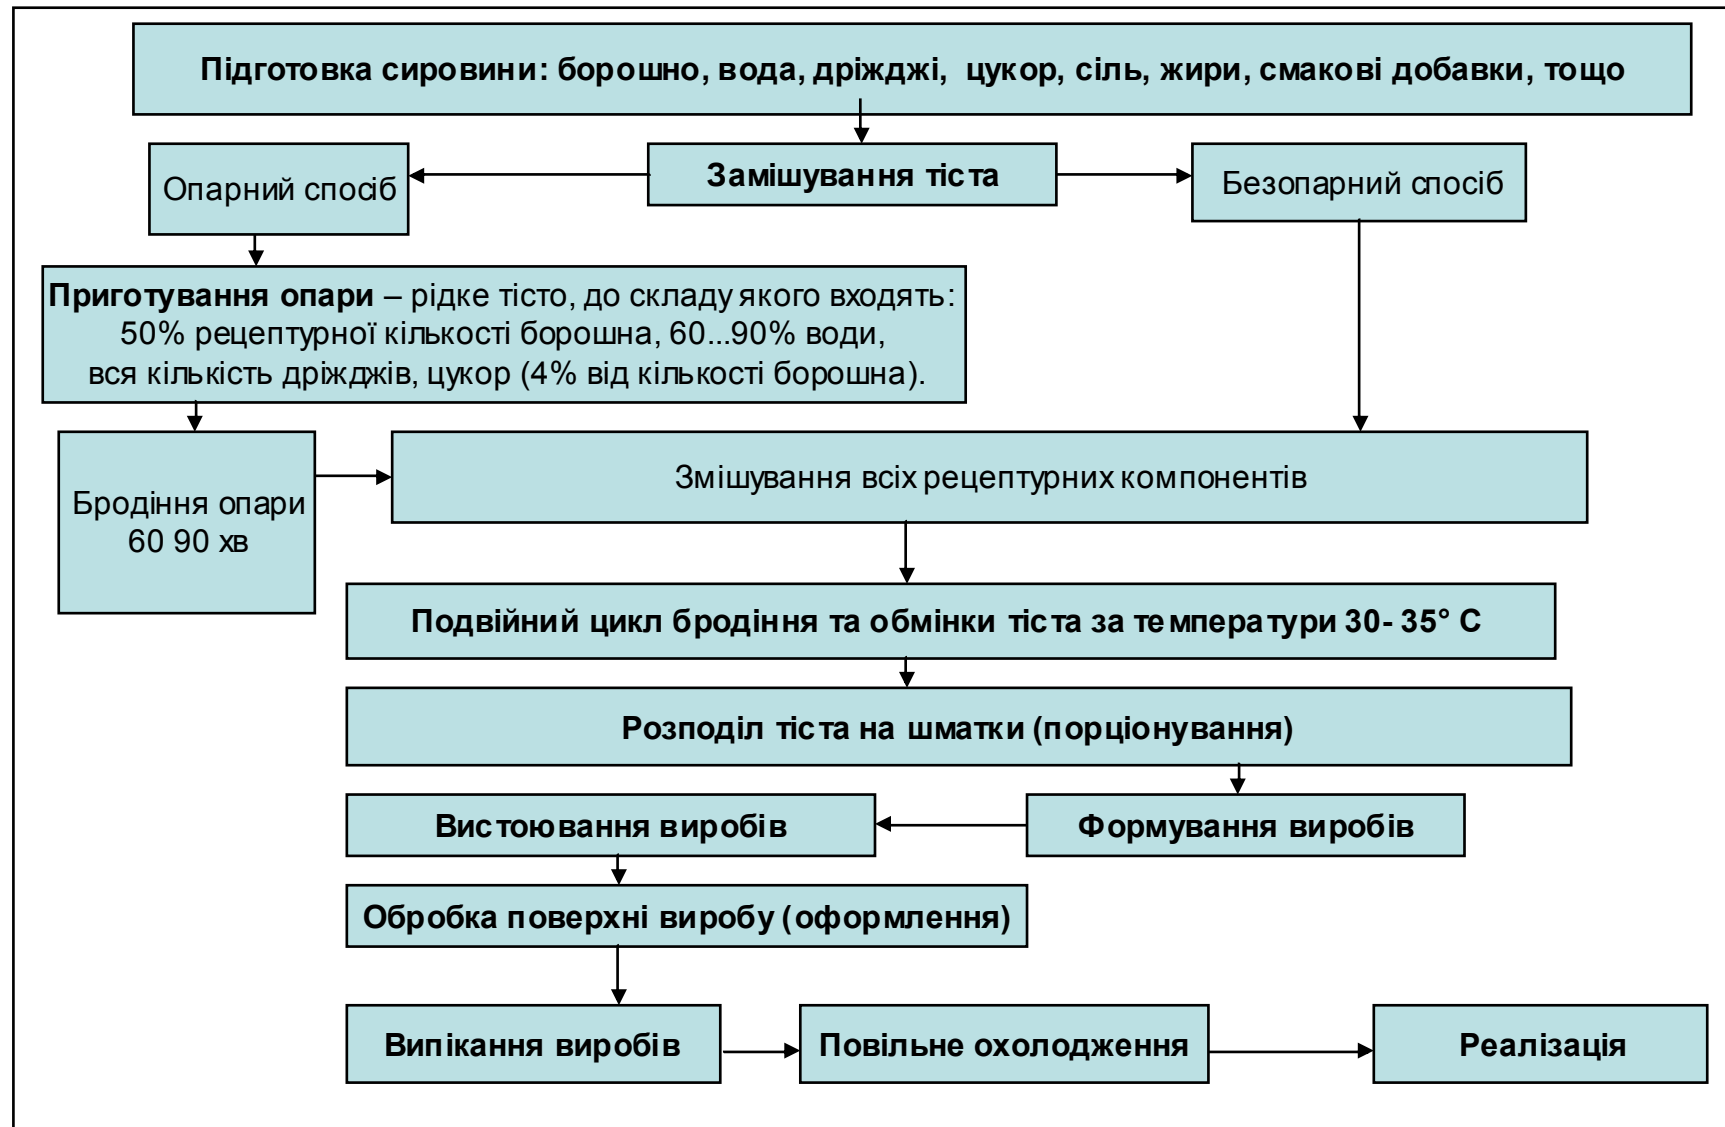 Підготовка сировини: борошно, вода, дріжджі, цукор, сіль, жири, смакові добавки, тощо
Опарний спосіб
Замішування тіста
Безопарний спосіб
Приготування опари – рідке тісто, до складу якого входять:
50% рецептурної кількості борошна, 60...90% води,
вся кількість дріжджів, цукор (4% від кількості борошна).
Бродіння опари
60 90 хв
Змішування всіх рецептурних компонентів
Подвійний цикл бродіння та обмінки тіста за температури 30- 35° С
Розподіл тіста на шматки (порціонування)
Вистоювання виробів
Формування виробів
Обробка поверхні виробу (оформлення)
Випікання виробів
Повільне охолодження
Реалізація